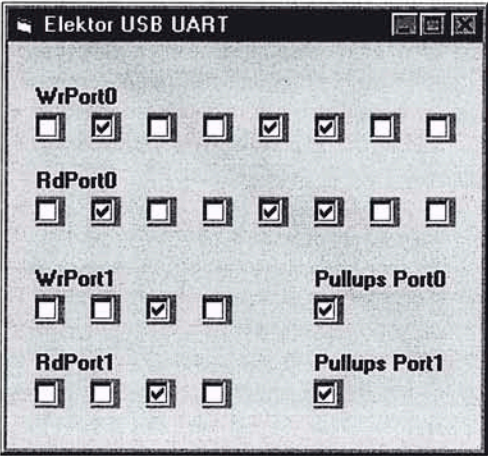 Elektor USB UART
WrPort0
RdPort0
WrPort1 Pullups Port0
RdPort1 Pullups Port1